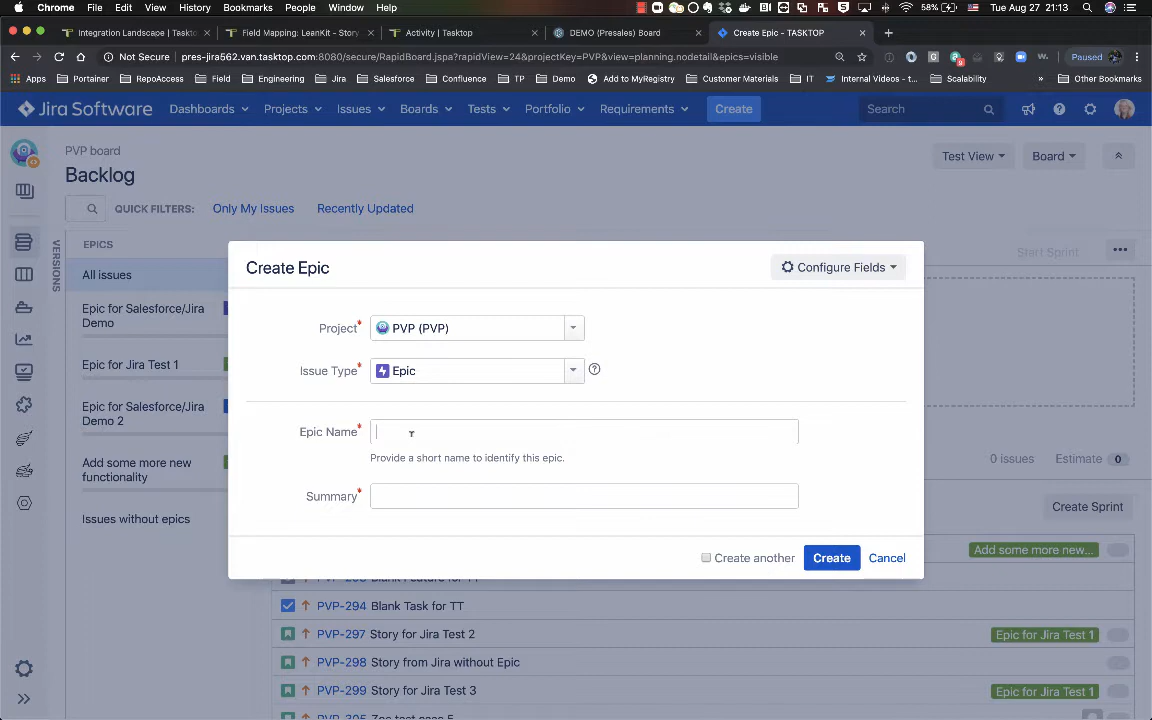 Chrome File Edit View History Bookmarks People Window Help 58% Tue Aug 27 21:13
Integration Landscape | Taskto
Field Mapping: LeanKit - Story
Activity | Tasktop
DEMO (Presales) Board
Create Epic - TASKTOP
Not Secure pres-jira562.van.tasktop.com:8080/secure/RapidBoard.jspa?rapidView=24&projectKey=PVP&view=planning.nodetail&epics=visible Paused
Apps Portainer RepoAccess Field Engineering Jira Salesforce Confluence TP Demo Add to MyRegistry Customer Materials IT Internal Videos - t... Scalability » Other Bookmarks
Jira Software Dashboards Projects Issues Boards Tests Portfolio Requirements Create Search
PVP board
Backlog
Test View Board
QUICK FILTERS: Only My Issues Recently Updated
VERSIONS
EPICS
All issues
Epic for Salesforce/Jira
Demo
Epic for Jira Test 1
Epic for Salesforce/Jira
Demo 2
Add some more new
functionality
Issues without epics
Start Sprint
Create Epic
Configure Fields
Project* PVP (PVP)
Issue Type* Epic
Epic Name*
Provide a short name to identify this epic.
Summary*
Create another Create Cancel
0 issues Estimate 0
Create Sprint
Add some more new...
Blank Feature for TT
PVP-294 Blank Task for TT
PVP-297 Story for Jira Test 2 Epic for Jira Test 1
PVP-298 Story from Jira without Epic
PVP-299 Story for Jira Test 3 Epic for Jira Test 1